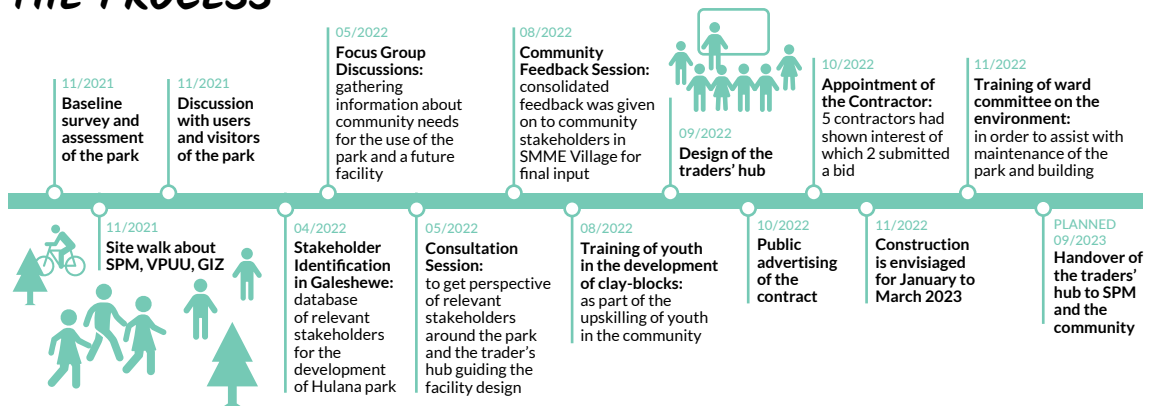 THE PROCESS
11/2021
Baseline
survey and
assessment
of the park
11/2021
Site walk about
SPM, VPUU, GIZ
11/2021
Discussion
with users
and visitors
of the park
04/2022
Stakeholder
Identification
in Galeshewe:
database
of relevant
stakeholders
for the
development
of Hulana park
05/2022
Focus Group
Discussions:
gathering
information about
community needs
for the use of the
park and a future
facility
05/2022
Consultation
Session:
to get perspective
of relevant
stakeholders
around the park
and the trader’s
hub guiding the
facility design
08/2022
Community
Feedback Session:
consolidated
feedback was given
on to community
stakeholders in
SMME Village for
final input
08/2022
Training of youth
in the development
of clay-blocks:
as part of the
upskilling of youth
in the community
09/2022
Design of the
traders’ hub
10/2022
Public
advertising
of the
contract
10/2022
Appointment of
the Contractor:
5 contractors had
shown interest of
which 2 submitted
a bid
11/2022
Construction
is envisiaged
for January to
March 2023
11/2022
Training of ward
committee on the
environment:
in order to assist with
maintenance of the
park and building
PLANNED
09/2023
Handover of
the traders’
hub to SPM
and the
community